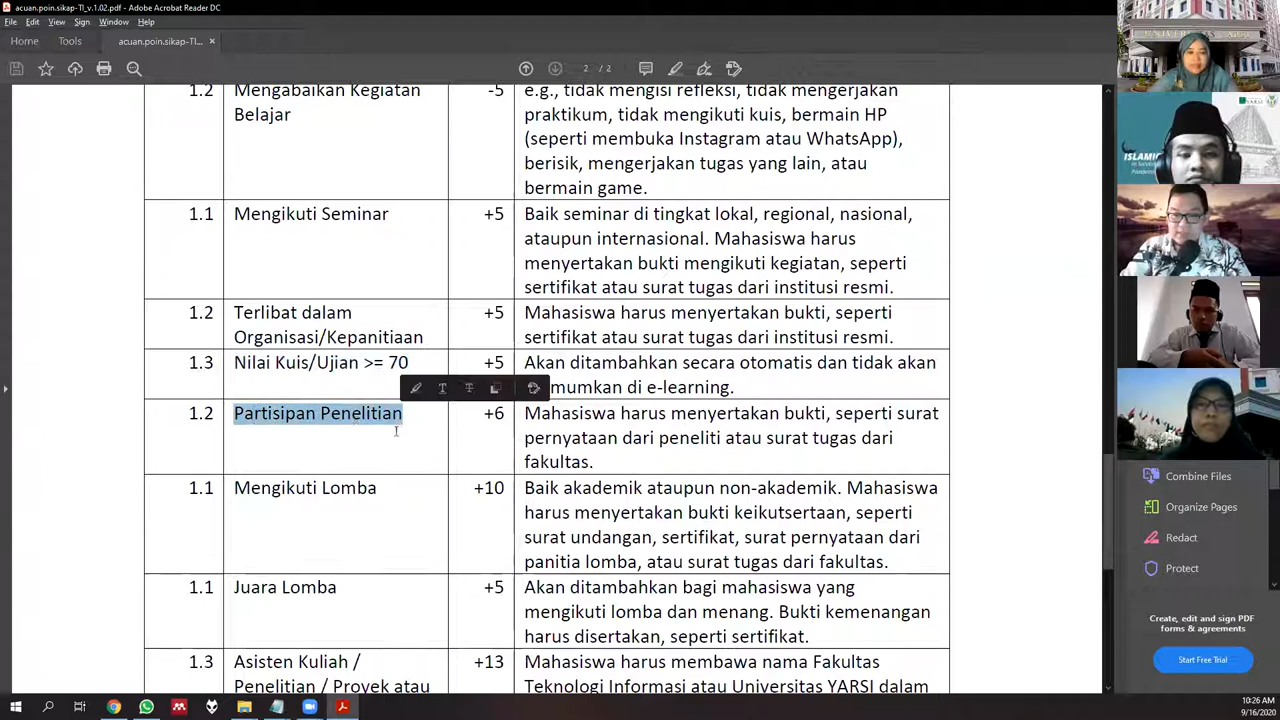 acuan.poin.sikap-TI_v.1.02.pdf - Adobe Acrobat Reader DC
File Edit View Sign Window Help
Home Tools acuan.poin.sikap-TI_... ×
2 / 2
1.2 Mengabaikan Kegiatan Belajar -5 e.g., tidak mengisi refleksi, tidak mengerjakan
praktikum, tidak mengikuti kuis, bermain HP
(seperti membuka Instagram atau WhatsApp),
berisik, mengerjakan tugas yang lain, atau
bermain game.
1.1 Mengikuti Seminar +5 Baik seminar di tingkat lokal, regional, nasional,
ataupun internasional. Mahasiswa harus
menyertakan bukti mengikuti kegiatan, seperti
sertifikat atau surat tugas dari institusi resmi.
1.2 Terlibat dalam +5 Mahasiswa harus menyertakan bukti, seperti
Organisasi/Kepanitiaan sertifikat atau surat tugas dari institusi resmi.
1.3 Nilai Kuis/Ujian >= 70 +5 Akan ditambahkan secara otomatis dan tidak akan
mumkan di e-learning.
1.2 Partisipan Penelitian +6 Mahasiswa harus menyertakan bukti, seperti surat
pernyataan dari peneliti atau surat tugas dari
fakultas.
1.1 Mengikuti Lomba +10 Baik akademik ataupun non-akademik. Mahasiswa
harus menyertakan bukti keikutsertaan, seperti
surat undangan, sertifikat, surat pernyataan dari
panitia lomba, atau surat tugas dari fakultas.
1.1 Juara Lomba +5 Akan ditambahkan bagi mahasiswa yang
mengikuti lomba dan menang. Bukti kemenangan
harus disertakan, seperti sertifikat.
1.3 Asisten Kuliah / +13 Mahasiswa harus membawa nama Fakultas
Penelitian / Proyek atau Teknologi Informasi atau Universitas YARSI dalam
UNIVERSITAS YARSI
YARSI
ISLAMIC
Combine Files
Organize Pages
Redact
Protect
Create, edit and sign PDF
forms & agreements
Start Free Trial
10:26 AM
9/16/2020